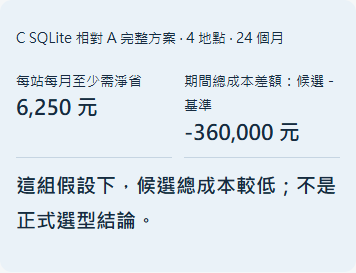 C SQLite 相對 A 完整方案 · 4 地點 · 24 個月
每站每月至少需淨省
6,250 元
期間總成本差額：候選 -
基準
-360,000 元
這組假設下，候選總成本較低；不是
正式選型結論。